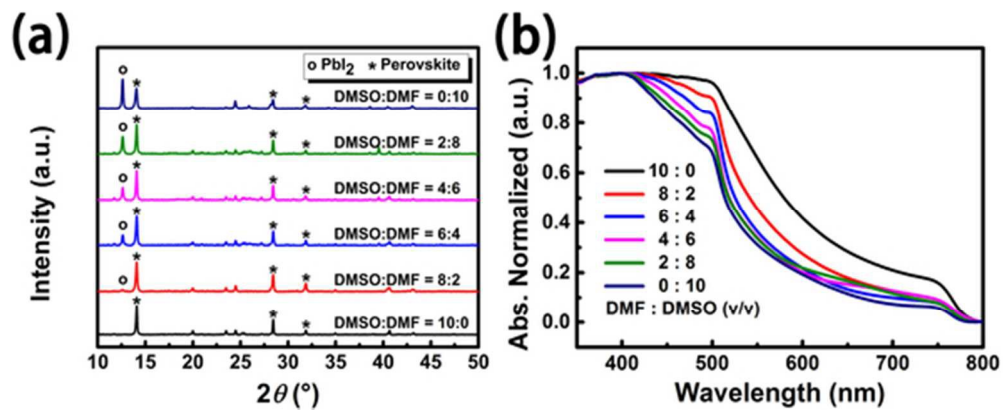 (a)
o PbI₂ * Perovskite
o
*
DMSO:DMF = 0:10
* *
o *
DMSO:DMF = 2:8
* *
o *
DMSO:DMF = 4:6
* *
o *
DMSO:DMF = 6:4
* *
o *
DMSO:DMF = 8:2
* *
*
DMSO:DMF = 10:0
* *
10 15 20 25 30 35 40 45 50
2θ (°)
Intensity (a.u.)
(b)
1.0
0.8
0.6
0.4
0.2
0.0
10 : 0
8 : 2
6 : 4
4 : 6
2 : 8
0 : 10
DMF : DMSO (v/v)
400 500 600 700 800
Wavelength (nm)
Abs. Normalized (a.u.)